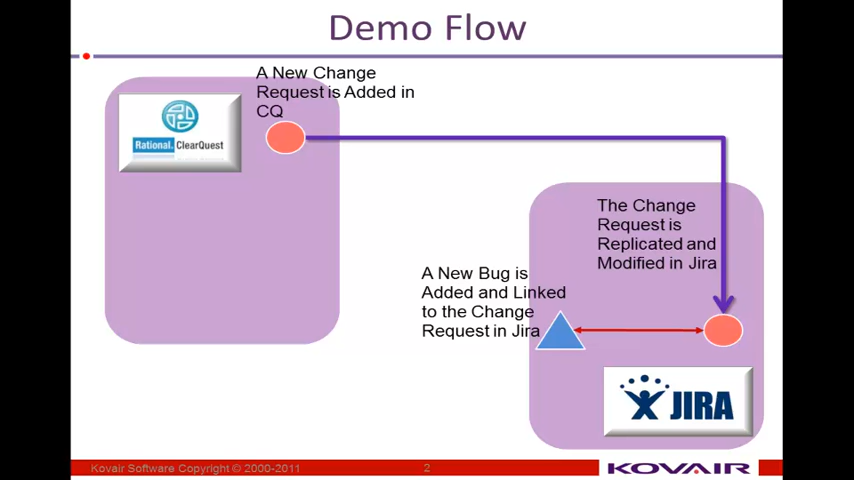 Demo Flow
A New Change
Request is Added in
CQ
Rational. ClearQuest
The Change
Request is
Replicated and
Modified in Jira
A New Bug is
Added and Linked
to the Change
Request in Jira
JIRA
Kovair Software Copyright © 2000-2011
2
KOVAIR